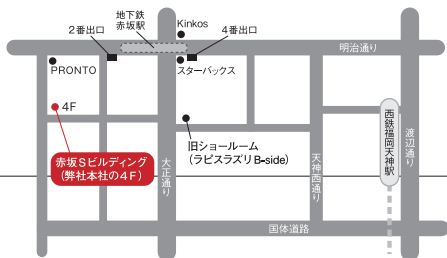 地下鉄
赤坂駅
Kinkos
2番出口
4番出口
明治通り
PRONTO
スターバックス
4F
赤坂Sビルディング
(弊社本社の4F)
大正通り
旧ショールーム
(ラピスラズリB-side)
天神西通り
西鉄福岡天神駅
渡辺通り
国体道路